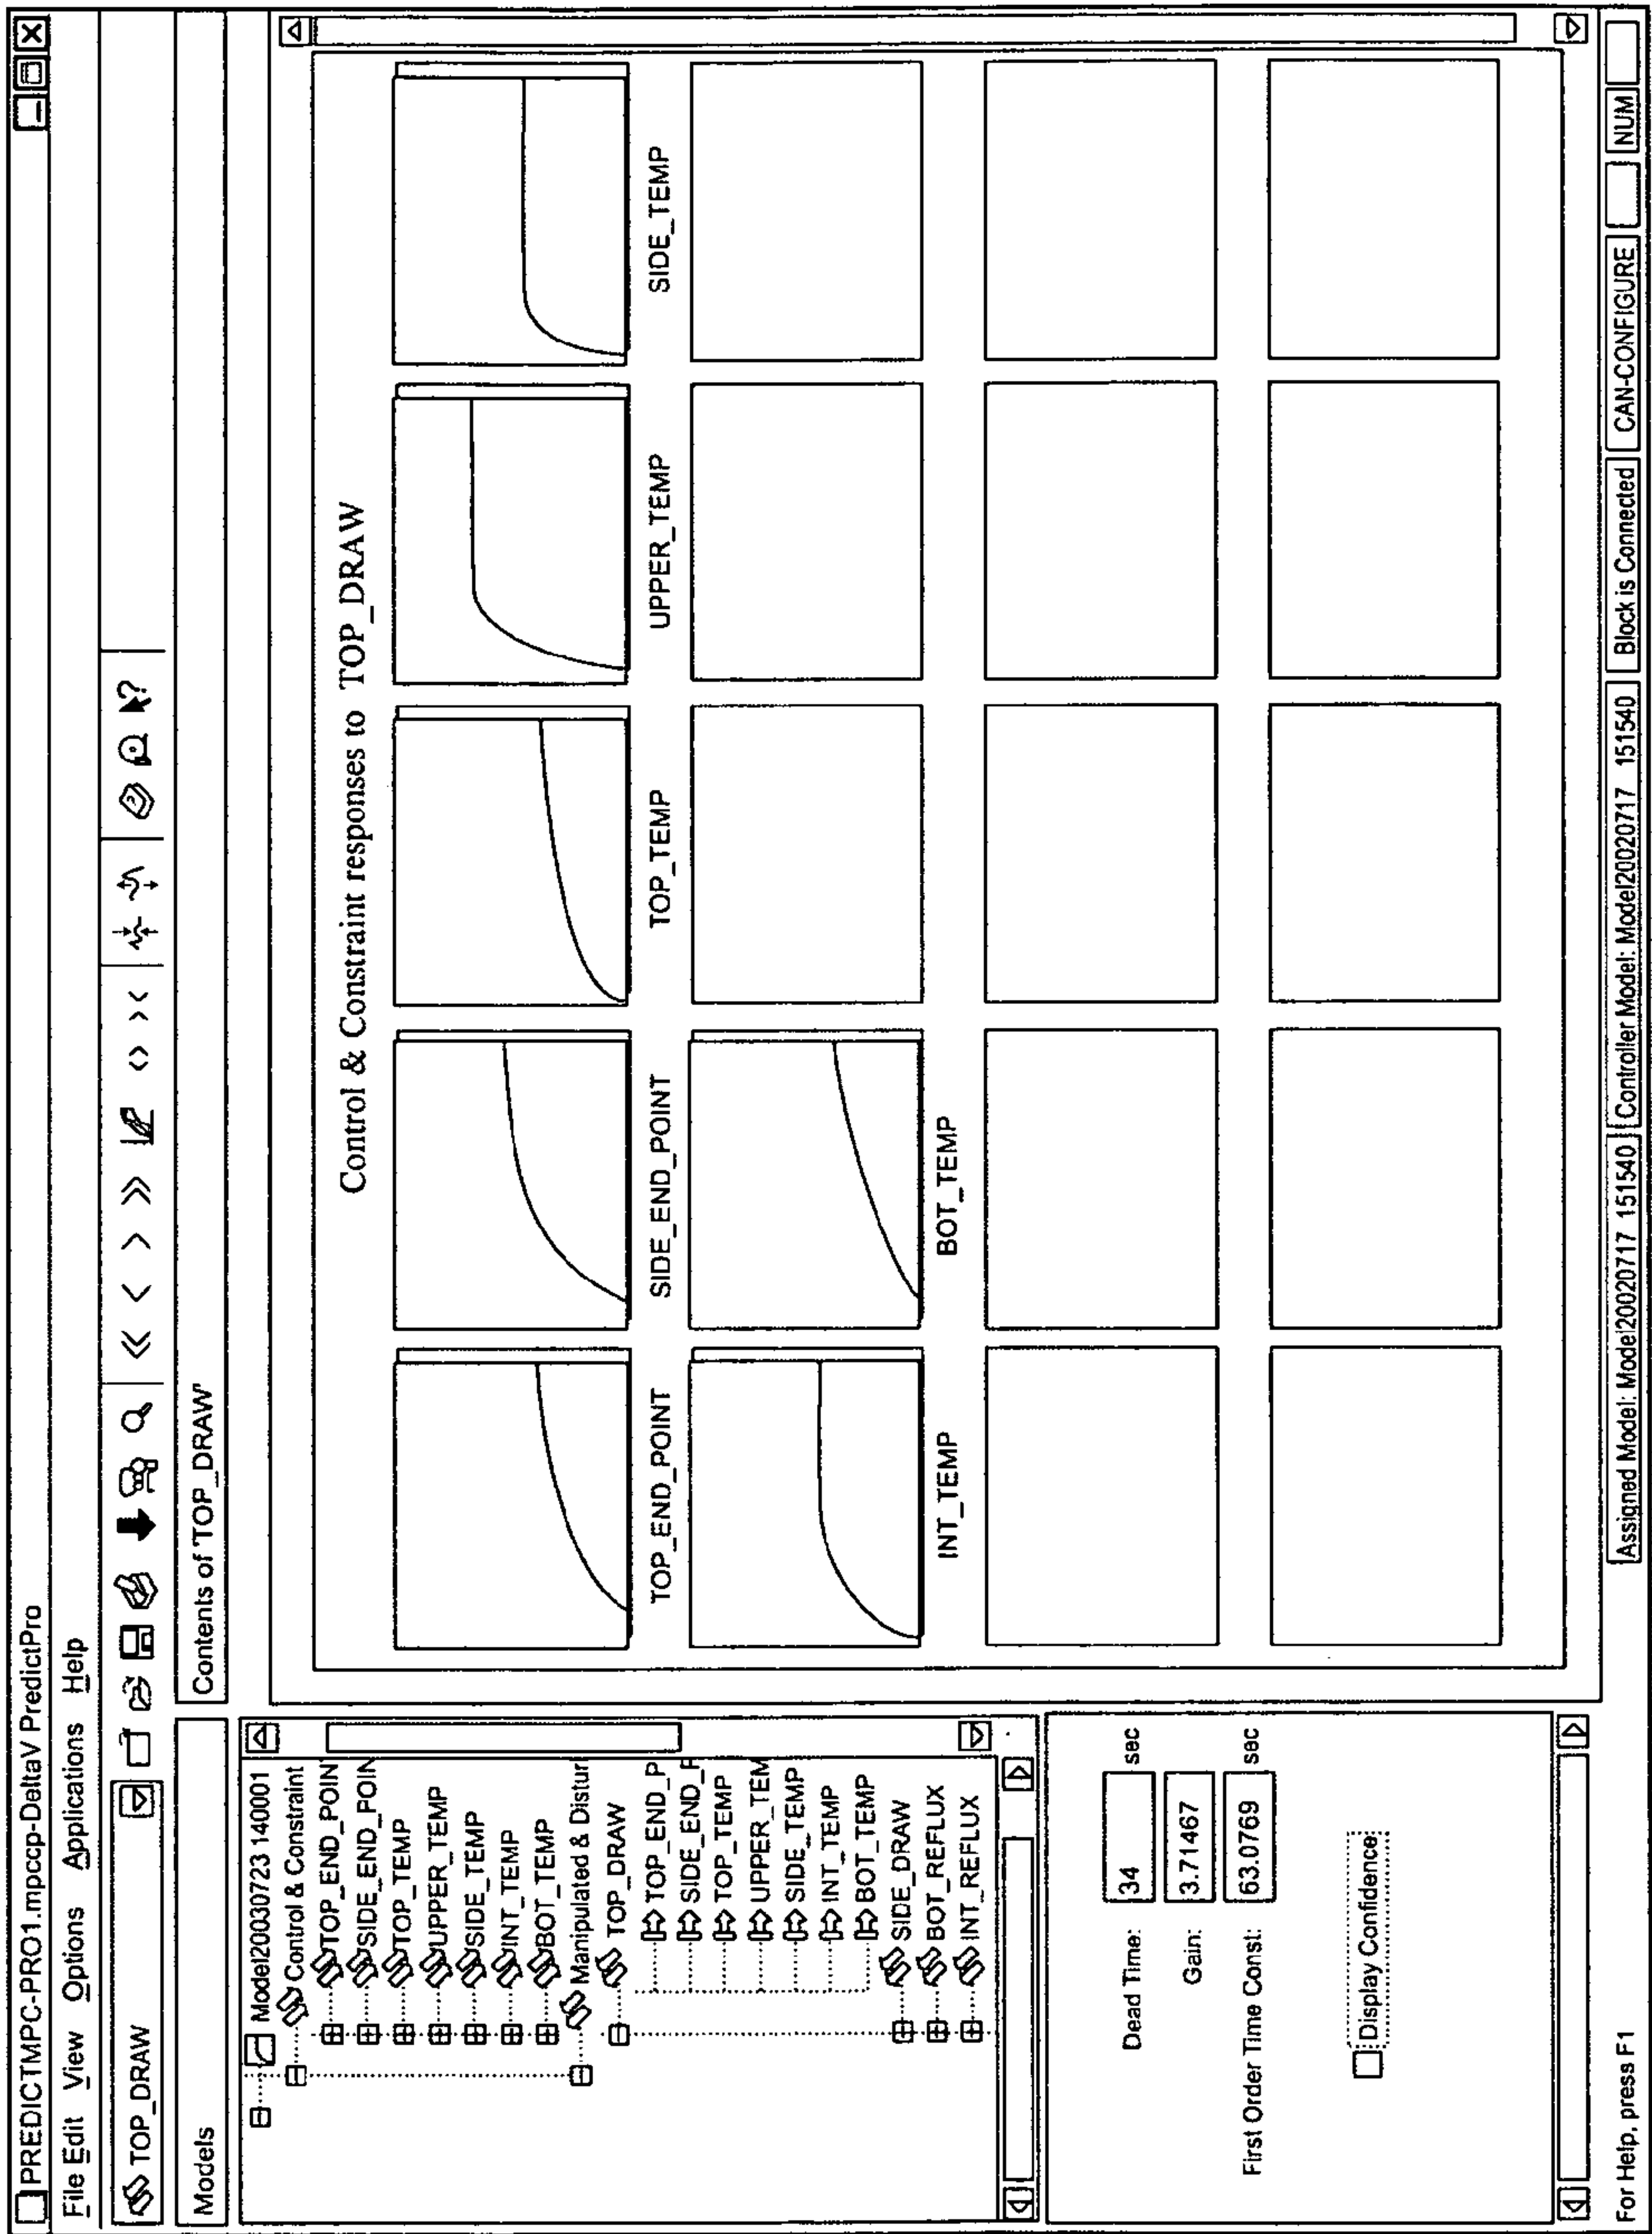 PREDICTMPC-PRO1.mpccp-DeltaV PredictPro
File Edit View Options Applications Help
TOP_DRAW
Models
Contents of 'TOP_DRAW'
Model20030723 140001
Control & Constraint
TOP_END_POIN
SIDE_END_POIN
TOP_TEMP
UPPER_TEMP
SIDE_TEMP
INT_TEMP
BOT_TEMP
Manipulated & Distur
TOP_DRAW
TOP_END_P
SIDE_END_P
TOP_TEMP
UPPER_TEM
SIDE_TEMP
INT_TEMP
BOT_TEMP
SIDE_DRAW
BOT_REFLUX
INT_REFLUX
Dead Time: 34 sec
Gain: 3.71467
First Order Time Const: 63.0769 sec
Display Confidence
Control & Constraint responses to TOP_DRAW
TOP_END_POINT SIDE_END_POINT TOP_TEMP UPPER_TEMP SIDE_TEMP
INT_TEMP BOT_TEMP
For Help, press F1
Assigned Model: Model20020717 151540 Controller Model: Model20020717 151540 Block is Connected CAN-CONFIGURE NUM